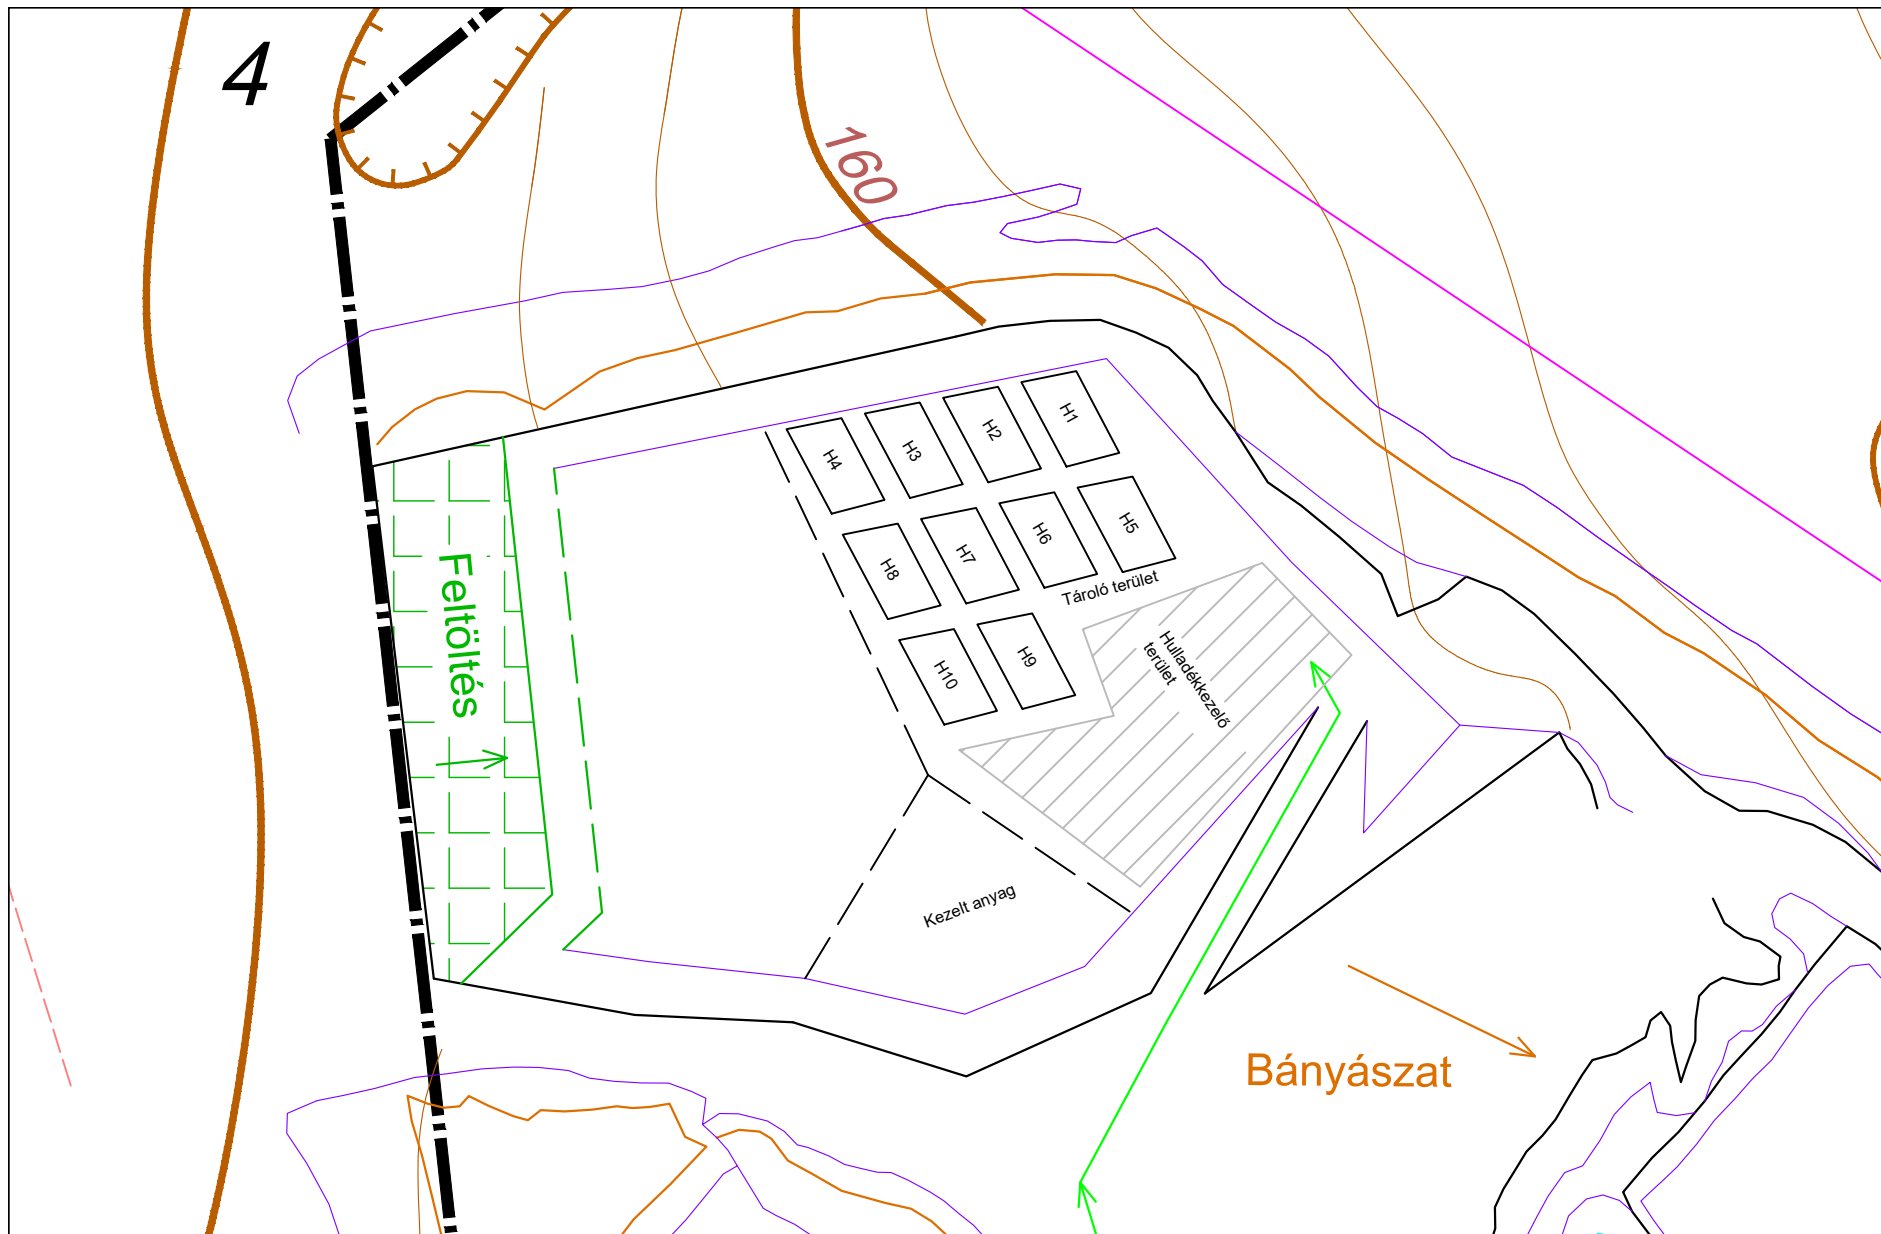 4
160
H1
H2
H3
H4
H5
H6
H7
H8
Tároló terület
H9
H10
Hulladékkezelő
terület
Feltöltés
Kezelt anyag
Bányászat